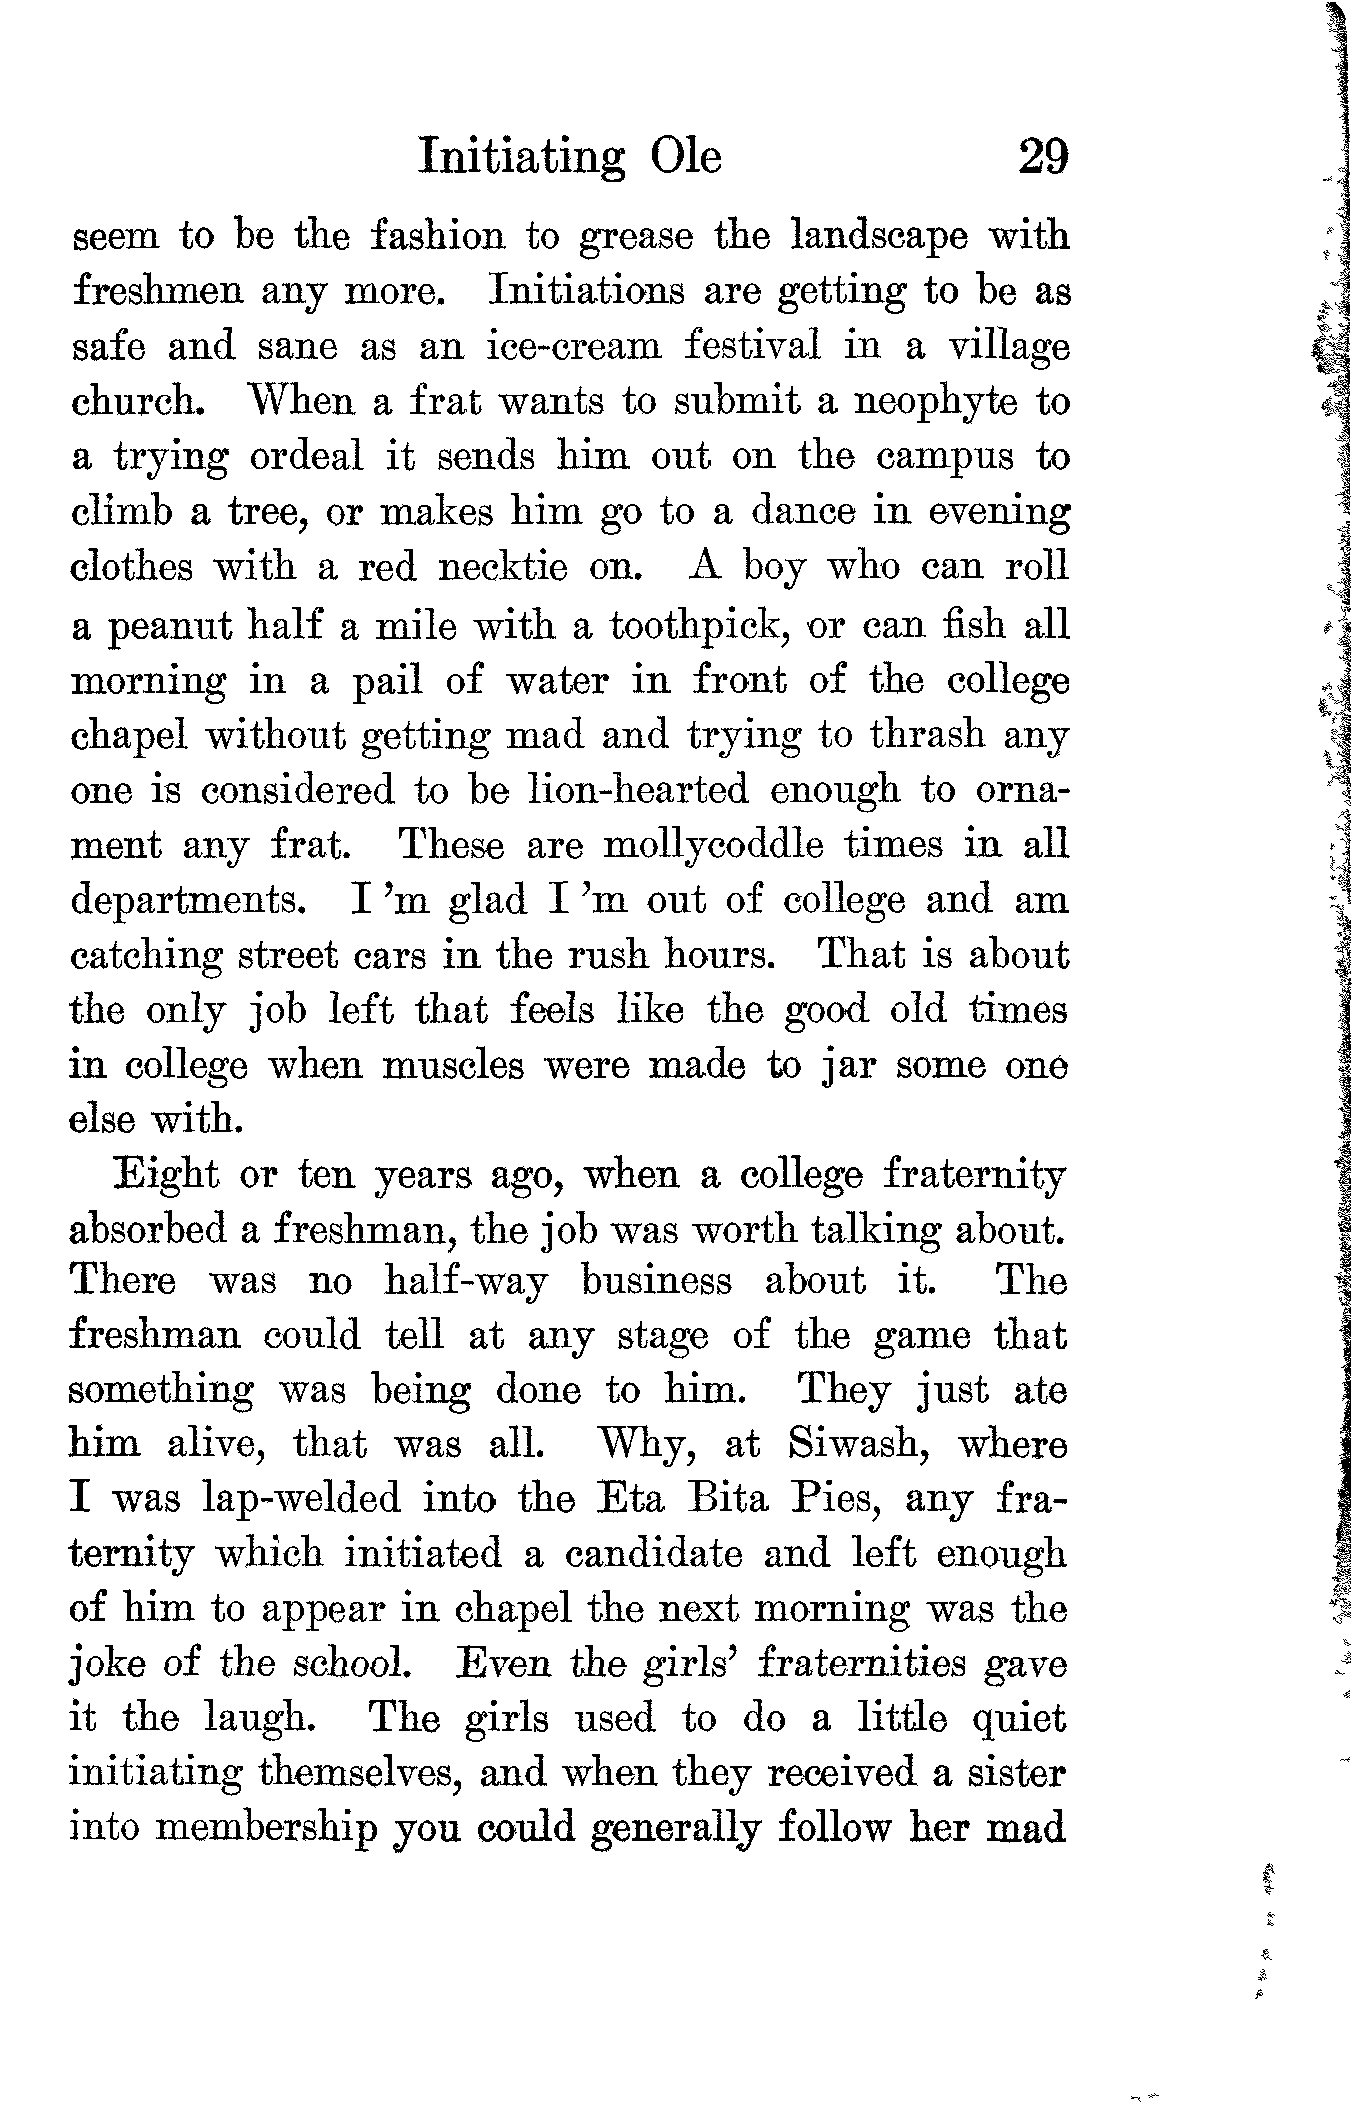 Initiating Ole 29
seem to be the fashion to grease the landscape with
freshmen any more. Initiations are getting to be as
safe and sane as an ice-cream festival in a village
church. When a frat wants to submit a neophyte to
a trying ordeal it sends him out on the campus to
climb a tree, or makes him go to a dance in evening
clothes with a red necktie on. A boy who can roll
a peanut half a mile with a toothpick, or can fish all
morning in a pail of water in front of the college
chapel without getting mad and trying to thrash any
one is considered to be lion-hearted enough to orna-
ment any frat. These are mollycoddle times in all
departments. I 'm glad I 'm out of college and am
catching street cars in the rush hours. That is about
the only job left that feels like the good old times
in college when muscles were made to jar some one
else with.
Eight or ten years ago, when a college fraternity
absorbed a freshman, the job was worth talking about.
There was no half-way business about it. The
freshman could tell at any stage of the game that
something was being done to him. They just ate
him alive, that was all. Why, at Siwash, where
I was lap-welded into the Eta Bita Pies, any fra-
ternity which initiated a candidate and left enough
of him to appear in chapel the next morning was the
joke of the school. Even the girls' fraternities gave
it the laugh. The girls used to do a little quiet
initiating themselves, and when they received a sister
into membership you could generally follow her mad